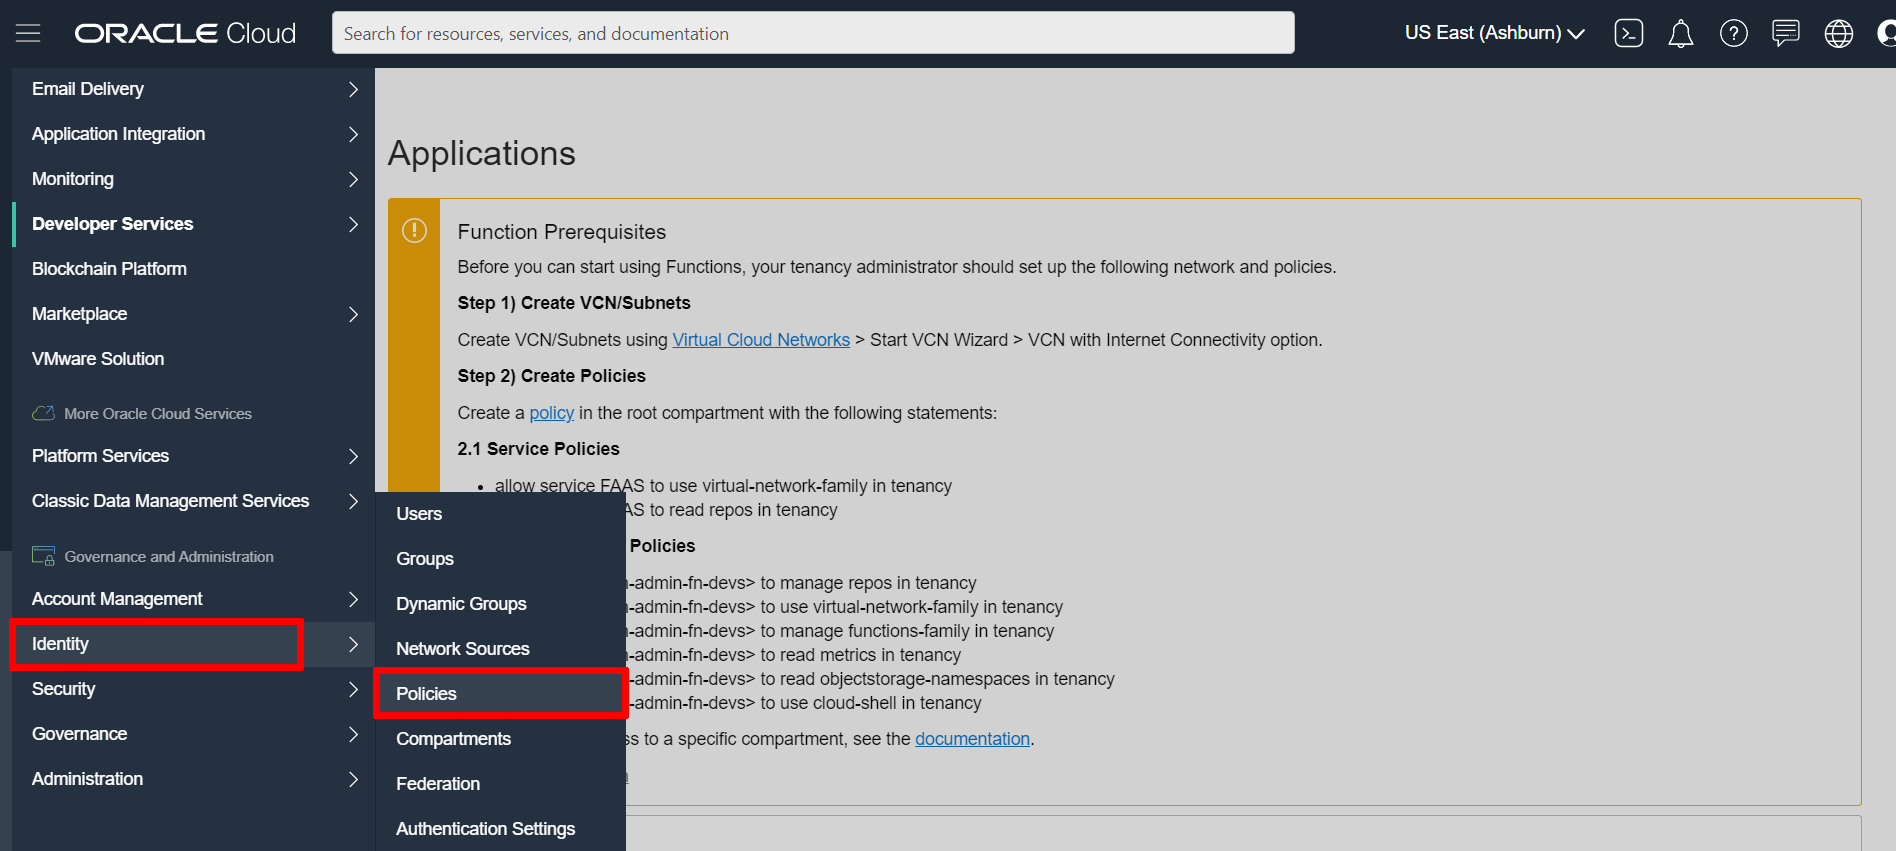 ORACLE Cloud
Search for resources, services, and documentation
US East (Ashburn)
Email Delivery
Application Integration
Monitoring
Developer Services
Blockchain Platform
Marketplace
VMware Solution
More Oracle Cloud Services
Platform Services
Classic Data Management Services
Governance and Administration
Account Management
Identity
Security
Governance
Administration
Users
Groups
Dynamic Groups
Network Sources
Policies
Compartments
Federation
Authentication Settings
Applications
Function Prerequisites
Before you can start using Functions, your tenancy administrator should set up the following network and policies.
Step 1) Create VCN/Subnets
Create VCN/Subnets using Virtual Cloud Networks > Start VCN Wizard > VCN with Internet Connectivity option.
Step 2) Create Policies
Create a policy in the root compartment with the following statements:
2.1 Service Policies
• allow service FAAS to use virtual-network-family in tenancy
AS to read repos in tenancy
Policies
-admin-fn-devs> to manage repos in tenancy
-admin-fn-devs> to use virtual-network-family in tenancy
-admin-fn-devs> to manage functions-family in tenancy
-admin-fn-devs> to read metrics in tenancy
-admin-fn-devs> to read objectstorage-namespaces in tenancy
-admin-fn-devs> to use cloud-shell in tenancy
ss to a specific compartment, see the documentation.